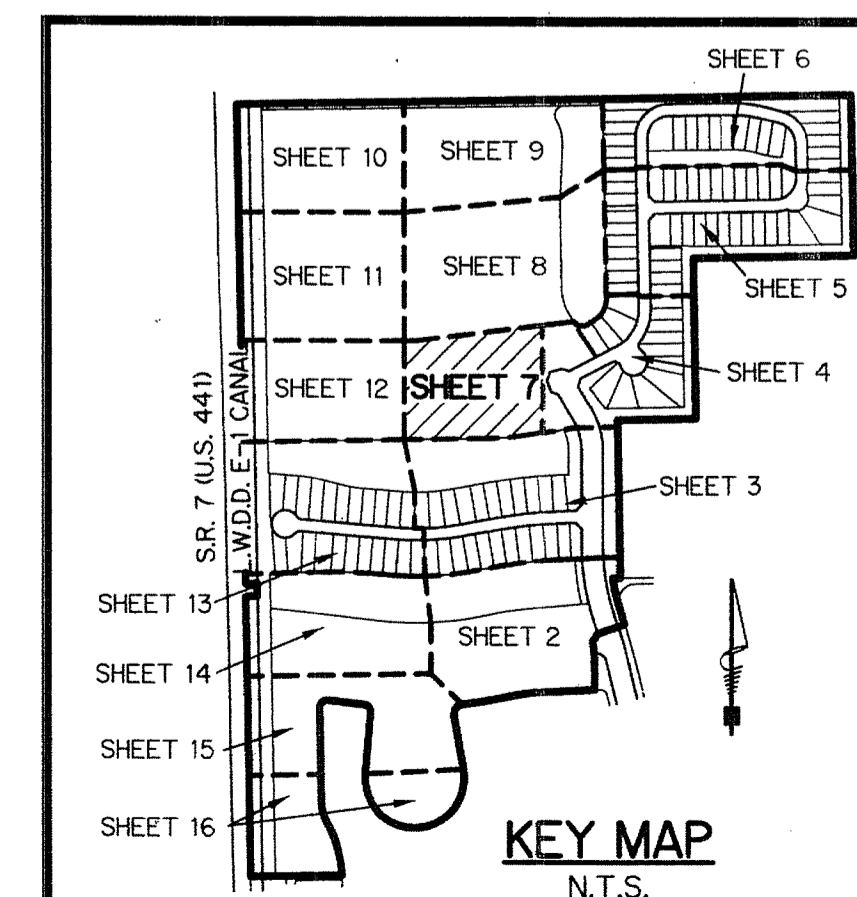 SHEET 6
SHEET 10
SHEET 9
SHEET 11
SHEET 8
SHEET 5
SHEET 12
SHEET 7
SHEET 4
S.R. 7 (U.S. 441)
L.W.D.D. E-1 CANAL
SHEET 3
SHEET 13
SHEET 2
SHEET 14
SHEET 15
SHEET 16
KEY MAP
N.T.S.